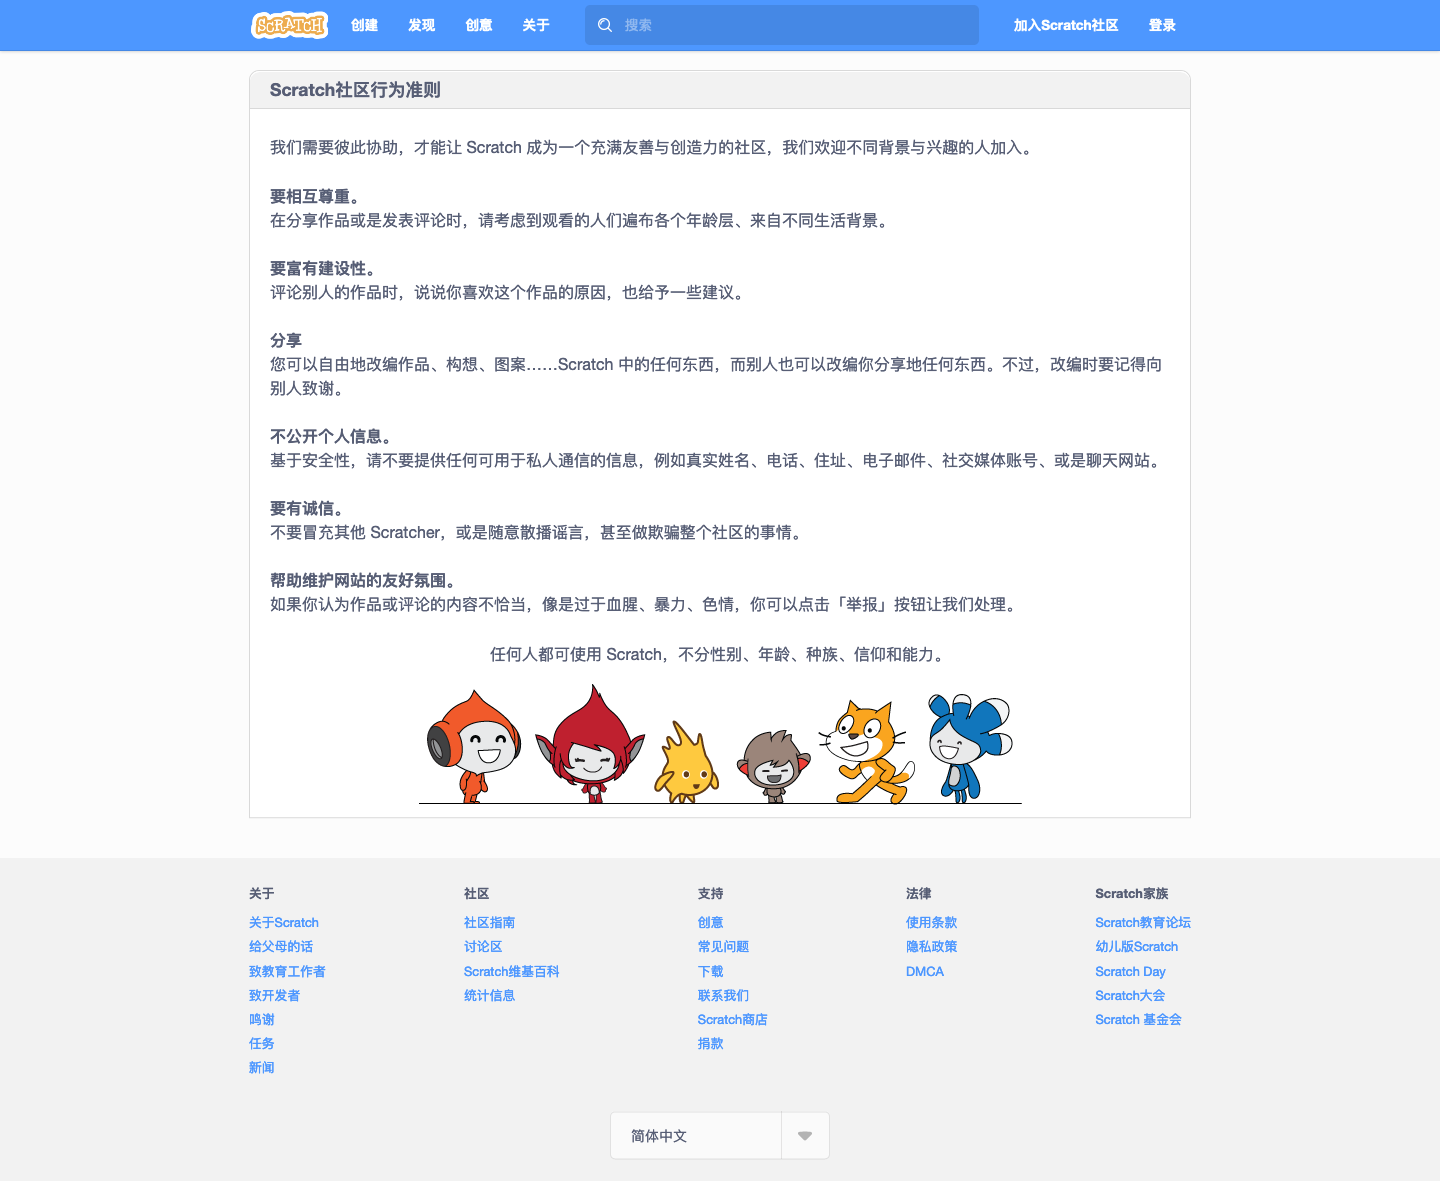 SCRATCH 创建 发现 创意 关于 搜索 加入Scratch社区 登录
Scratch社区行为准则
我们需要彼此协助，才能让 Scratch 成为一个充满友善与创造力的社区，我们欢迎不同背景与兴趣的人加入。
要相互尊重。
在分享作品或是发表评论时，请考虑到观看的人们遍布各个年龄层、来自不同生活背景。
要富有建设性。
评论别人的作品时，说说你喜欢这个作品的原因，也给予一些建议。
分享
您可以自由地改编作品、构想、图案……Scratch 中的任何东西，而别人也可以改编你分享地任何东西。不过，改编时要记得向
别人致谢。
不公开个人信息。
基于安全性，请不要提供任何可用于私人通信的信息，例如真实姓名、电话、住址、电子邮件、社交媒体账号、或是聊天网站。
要有诚信。
不要冒充其他 Scratcher，或是随意散播谣言，甚至做欺骗整个社区的事情。
帮助维护网站的友好氛围。
如果你认为作品或评论的内容不恰当，像是过于血腥、暴力、色情，你可以点击「举报」按钮让我们处理。
任何人都可使用 Scratch，不分性别、年龄、种族、信仰和能力。
关于
关于Scratch
给父母的话
致教育工作者
致开发者
鸣谢
任务
新闻
社区
社区指南
讨论区
Scratch维基百科
统计信息
支持
创意
常见问题
下载
联系我们
Scratch商店
捐款
法律
使用条款
隐私政策
DMCA
Scratch家族
Scratch教育论坛
幼儿版Scratch
Scratch Day
Scratch大会
Scratch 基金会
简体中文